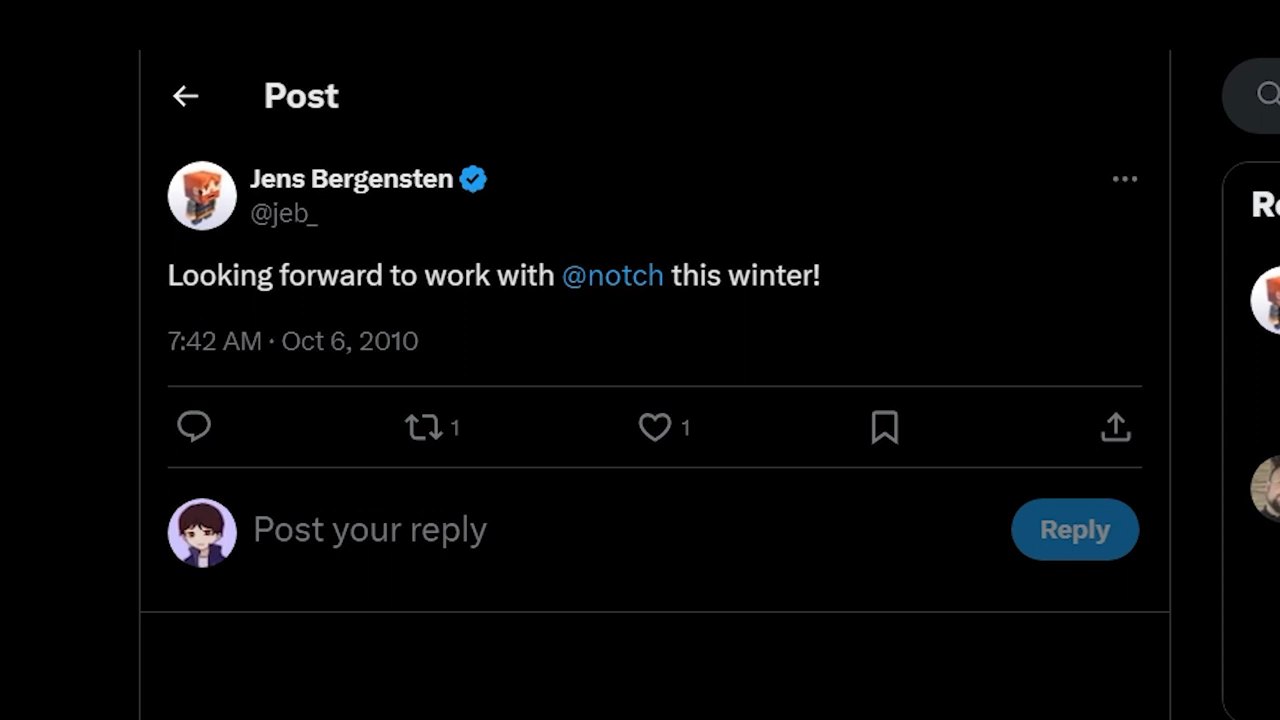 Post
Jens Bergensten
@jeb_
Looking forward to work with @notch this winter!
7:42 AM · Oct 6, 2010
1
1
Post your reply
Reply